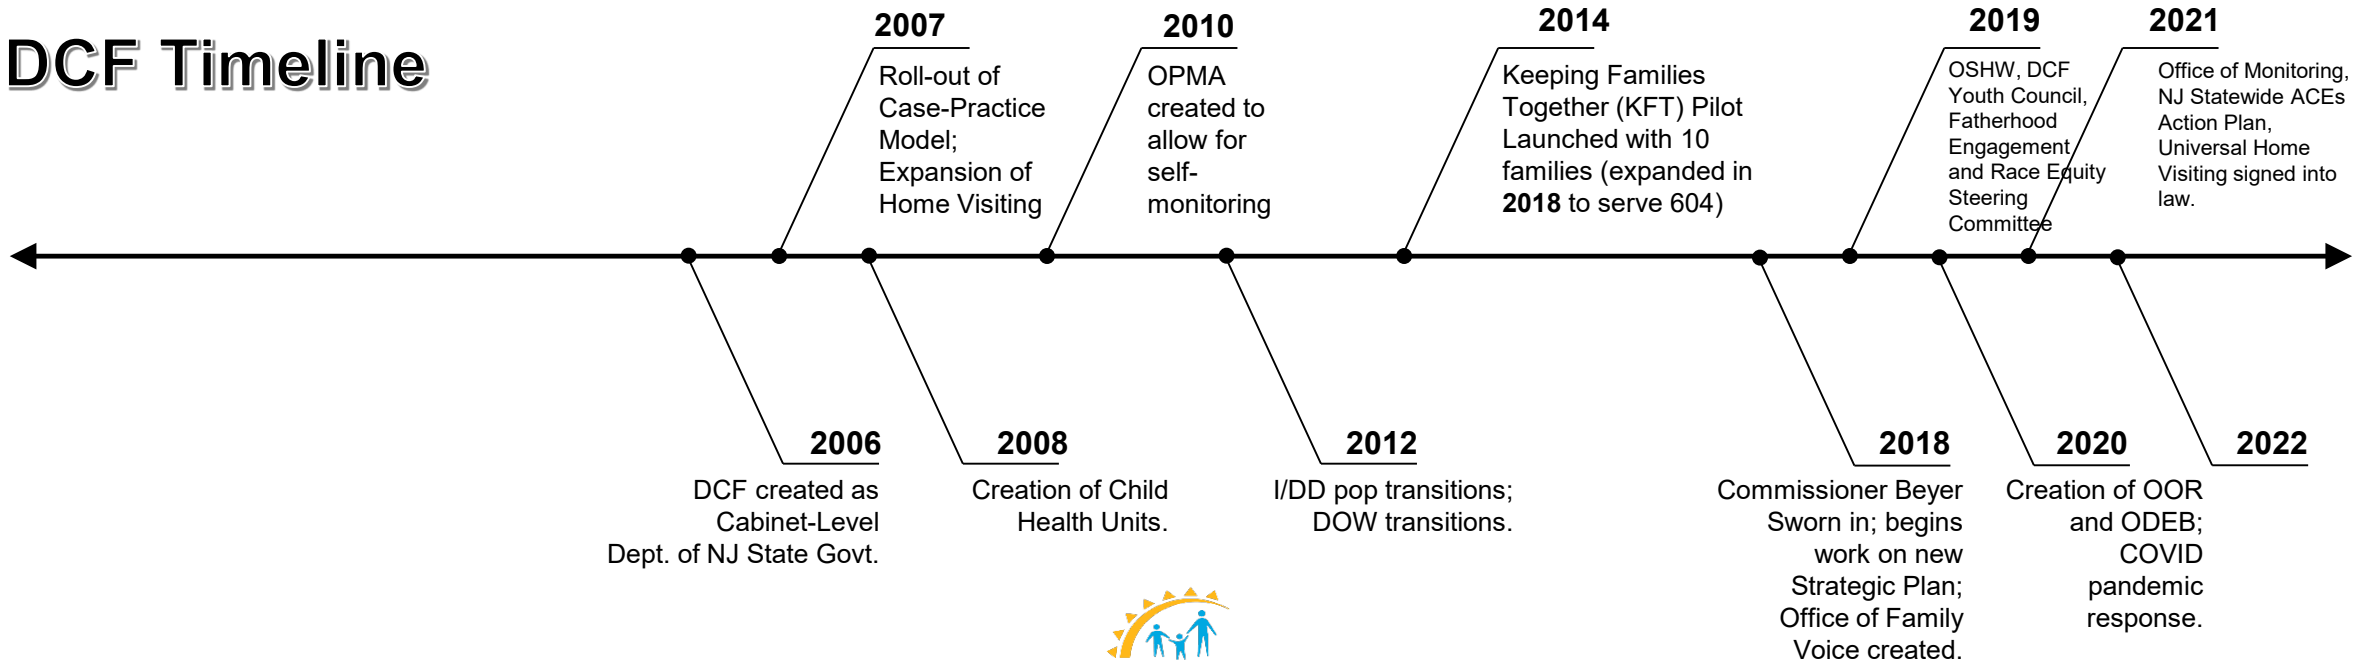 DCF Timeline
2007
Roll-out of
Case-Practice
Model;
Expansion of
Home Visiting
2010
OPMA
created to
allow for
self-
monitoring
2014
Keeping Families
Together (KFT) Pilot
Launched with 10
families (expanded in
2018 to serve 604)
2019
OSHW, DCF
Youth Council,
Fatherhood
Engagement
and Race Equity
Steering
Committee
2021
Office of Monitoring,
NJ Statewide ACEs
Action Plan,
Universal Home
Visiting signed into
law.
2006
DCF created as
Cabinet-Level
Dept. of NJ State Govt.
2008
Creation of Child
Health Units.
2012
I/DD pop transitions;
DOW transitions.
2018
Commissioner Beyer
Sworn in; begins
work on new
Strategic Plan;
Office of Family
Voice created.
2020
Creation of OOR
and ODEB;
COVID
pandemic
response.
2022